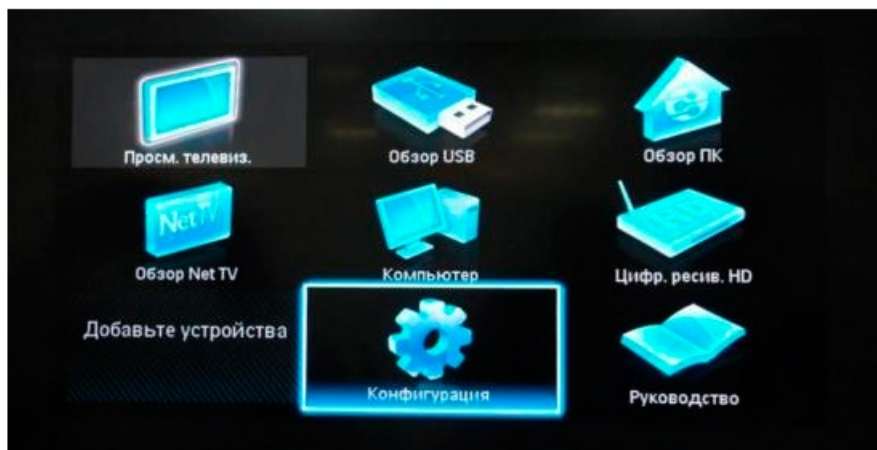 Просм. телевиз.
Обзор USB
Обзор ПК
Net TV
Обзор Net TV
Компьютер
HD
Цифр. ресив. HD
Добавьте устройства
Конфигурация
Руководство